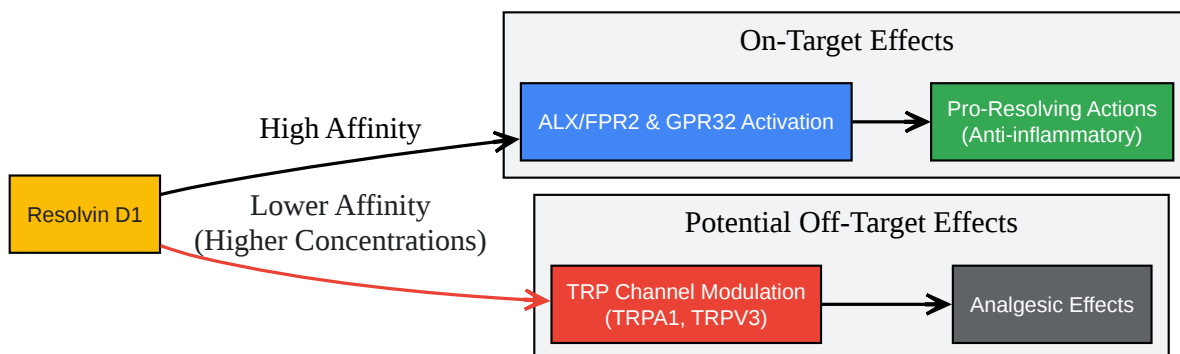 On-Target Effects
ALX/FPR2 & GPR32 Activation
Pro-Resolving Actions
(Anti-inflammatory)
High Affinity
Resolvin D1
Lower Affinity
(Higher Concentrations)
Potential Off-Target Effects
TRP Channel Modulation
(TRPA1, TRPV3)
Analgesic Effects